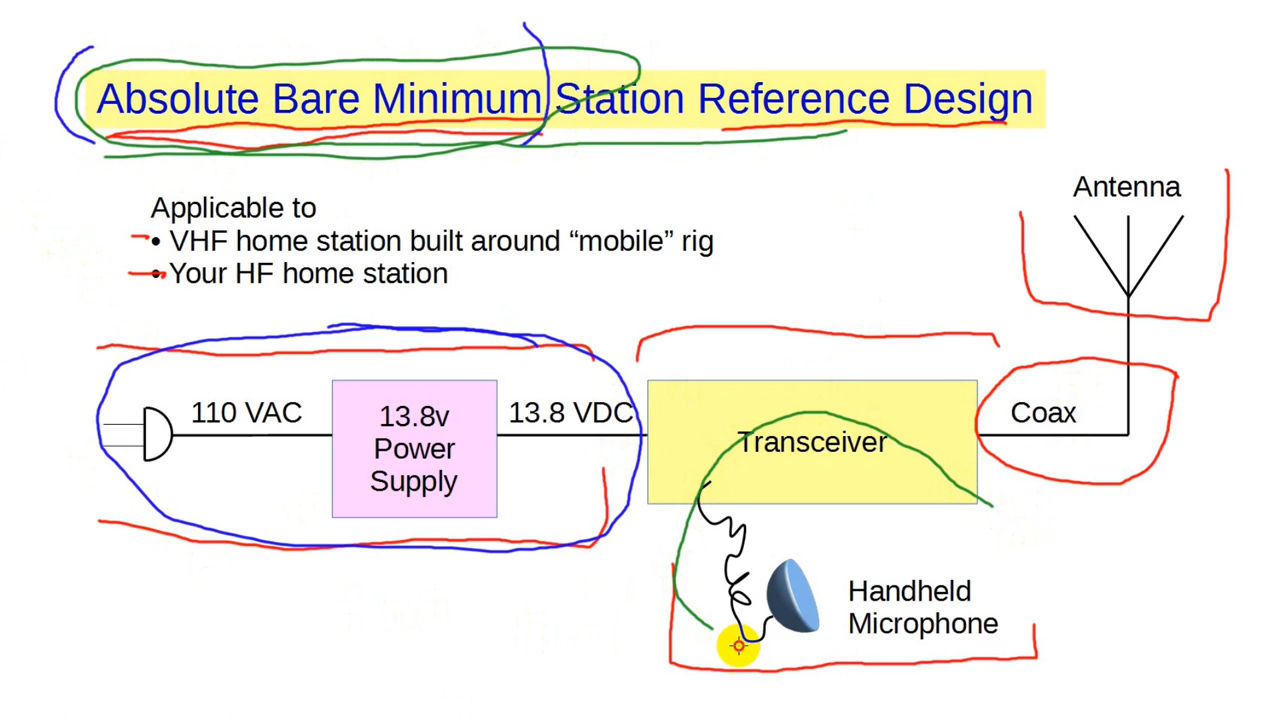 Absolute Bare Minimum Station Reference Design
Applicable to
• VHF home station built around “mobile” rig
• Your HF home station
Antenna
110 VAC
13.8v
Power
Supply
13.8 VDC
Transceiver
Coax
Handheld
Microphone